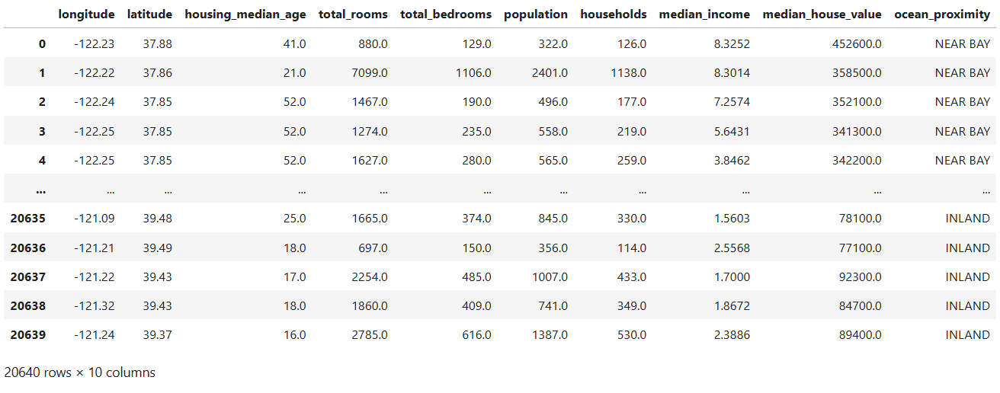 longitude latitude housing_median_age total_rooms total_bedrooms population households median_income median_house_value ocean_proximity
0 -122.23 37.88 41.0 880.0 129.0 322.0 126.0 8.3252 452600.0 NEAR BAY
1 -122.22 37.86 21.0 7099.0 1106.0 2401.0 1138.0 8.3014 358500.0 NEAR BAY
2 -122.24 37.85 52.0 1467.0 190.0 496.0 177.0 7.2574 352100.0 NEAR BAY
3 -122.25 37.85 52.0 1274.0 235.0 558.0 219.0 5.6431 341300.0 NEAR BAY
4 -122.25 37.85 52.0 1627.0 280.0 565.0 259.0 3.8462 342200.0 NEAR BAY
... ... ... ... ... ... ... ... ... ... ...
20635 -121.09 39.48 25.0 1665.0 374.0 845.0 330.0 1.5603 78100.0 INLAND
20636 -121.21 39.49 18.0 697.0 150.0 356.0 114.0 2.5568 77100.0 INLAND
20637 -121.22 39.43 17.0 2254.0 485.0 1007.0 433.0 1.7000 92300.0 INLAND
20638 -121.32 39.43 18.0 1860.0 409.0 741.0 349.0 1.8672 84700.0 INLAND
20639 -121.24 39.37 16.0 2785.0 616.0 1387.0 530.0 2.3886 89400.0 INLAND
20640 rows × 10 columns